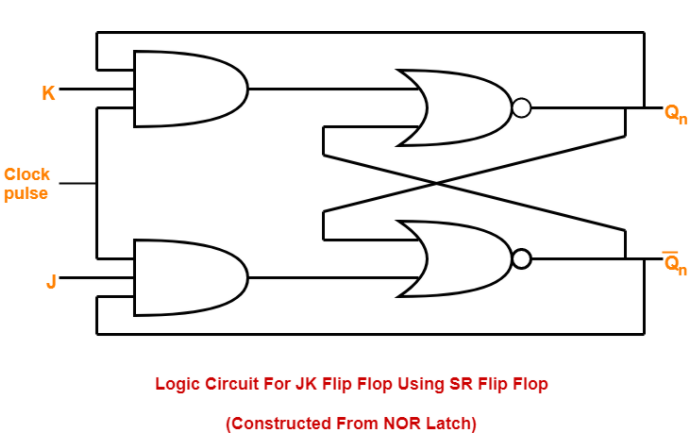 K
Qn
Clock
pulse
J
Q̅n
Logic Circuit For JK Flip Flop Using SR Flip Flop
(Constructed From NOR Latch)